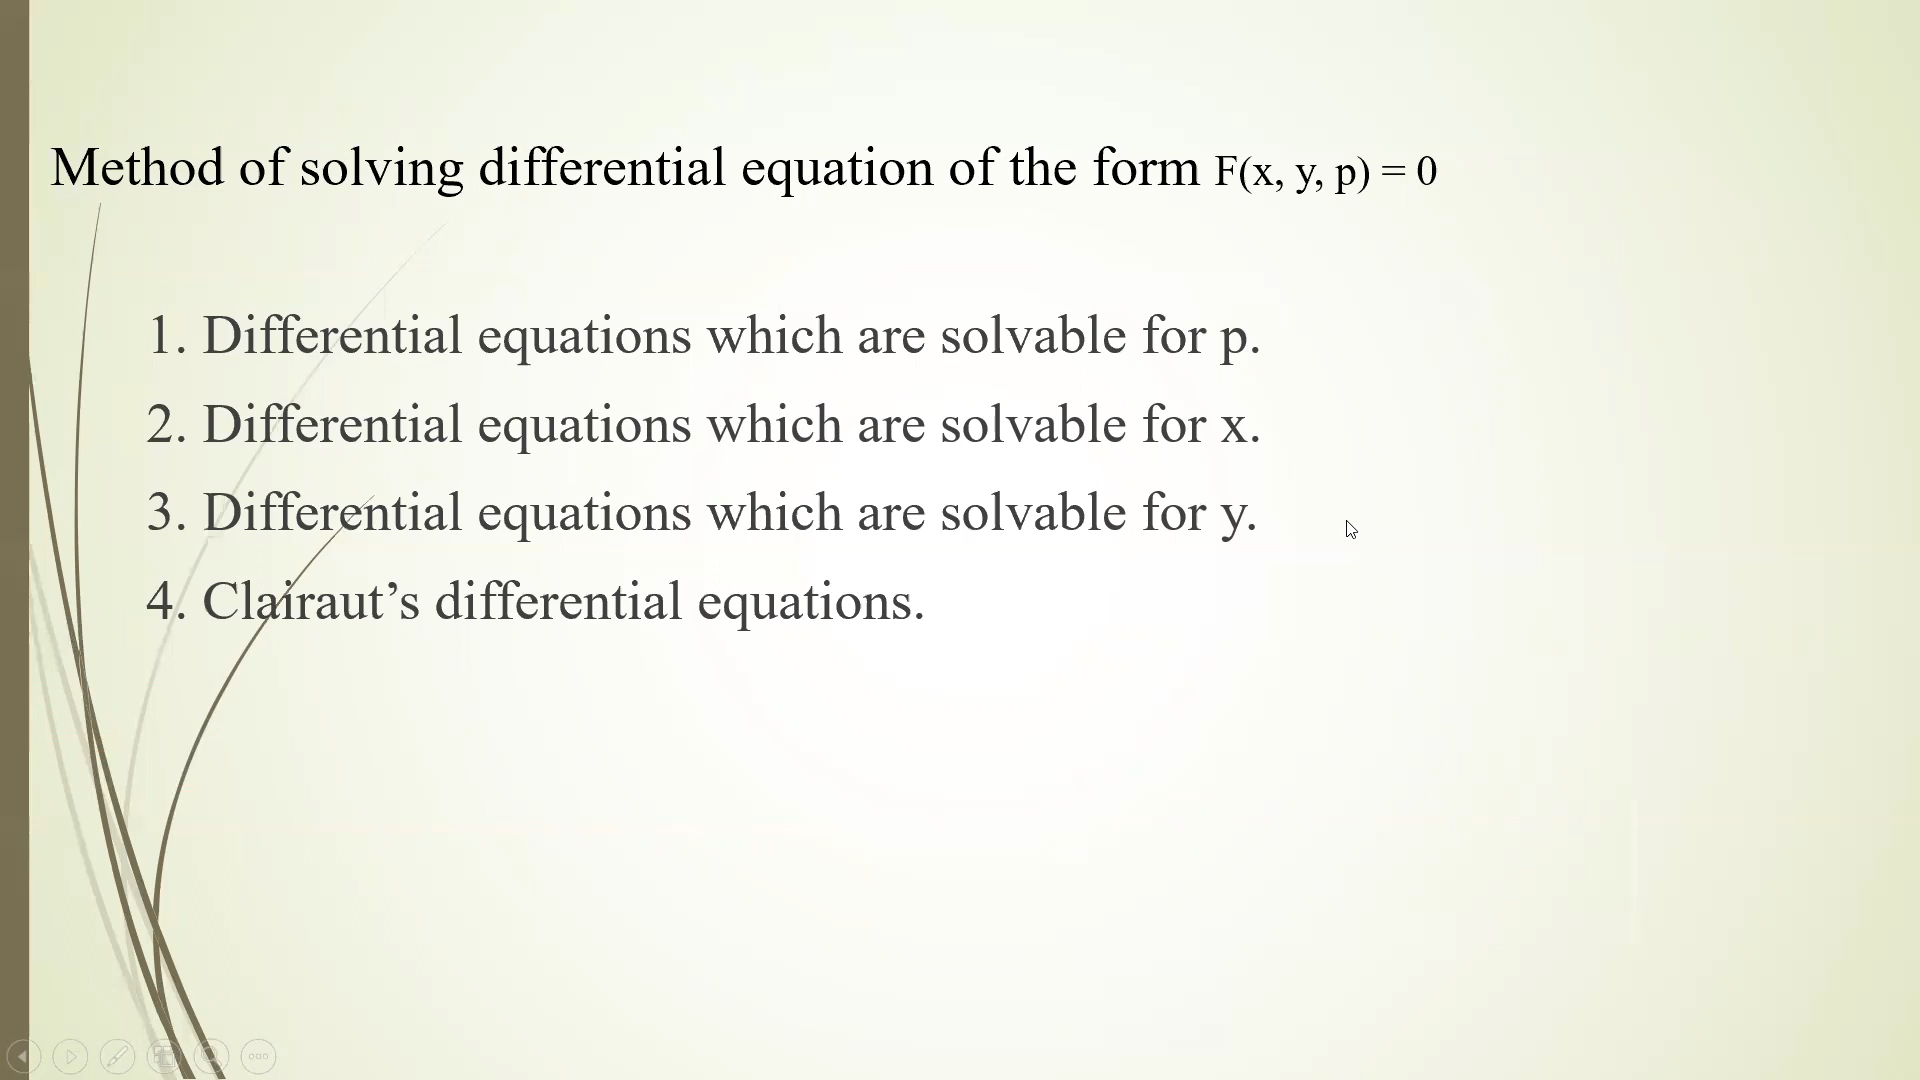 Method of solving differential equation of the form F(x, y, p) = 0
1. Differential equations which are solvable for p.
2. Differential equations which are solvable for x.
3. Differential equations which are solvable for y.
4. Clairaut’s differential equations.